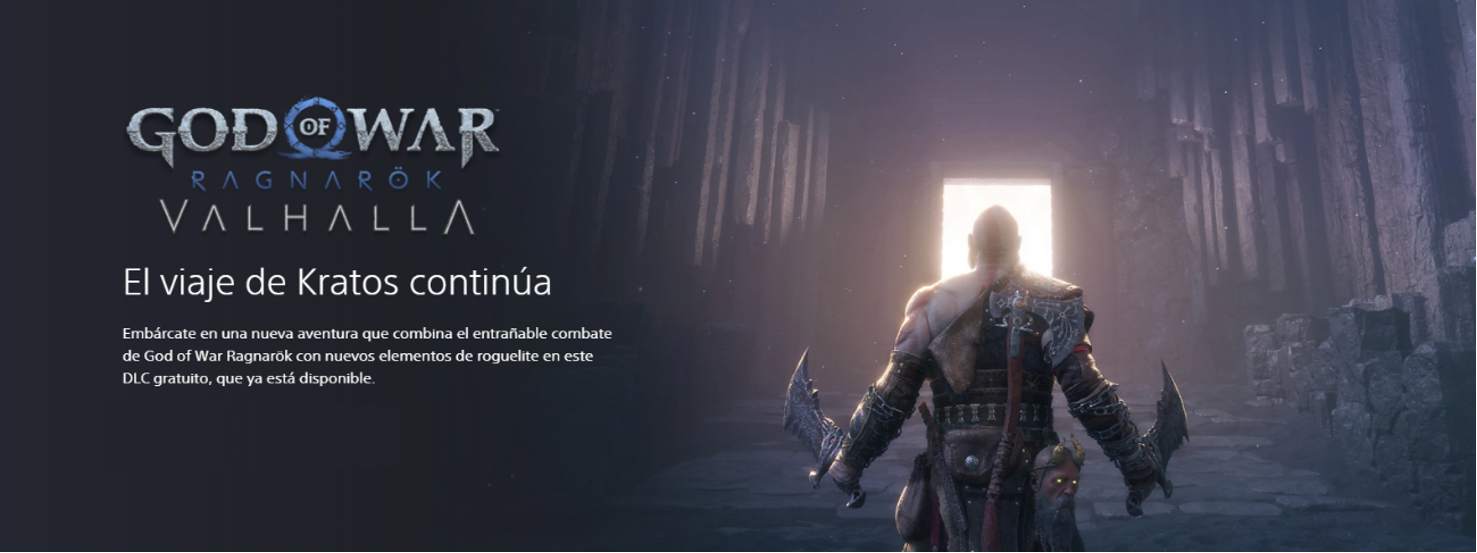 GOD OF WAR
RAGNARÖK
VALHALLA
El viaje de Kratos continúa
Embárcate en una nueva aventura que combina el entrañable combate
de God of War Ragnarök con nuevos elementos de roguelite en este
DLC gratuito, que ya está disponible.